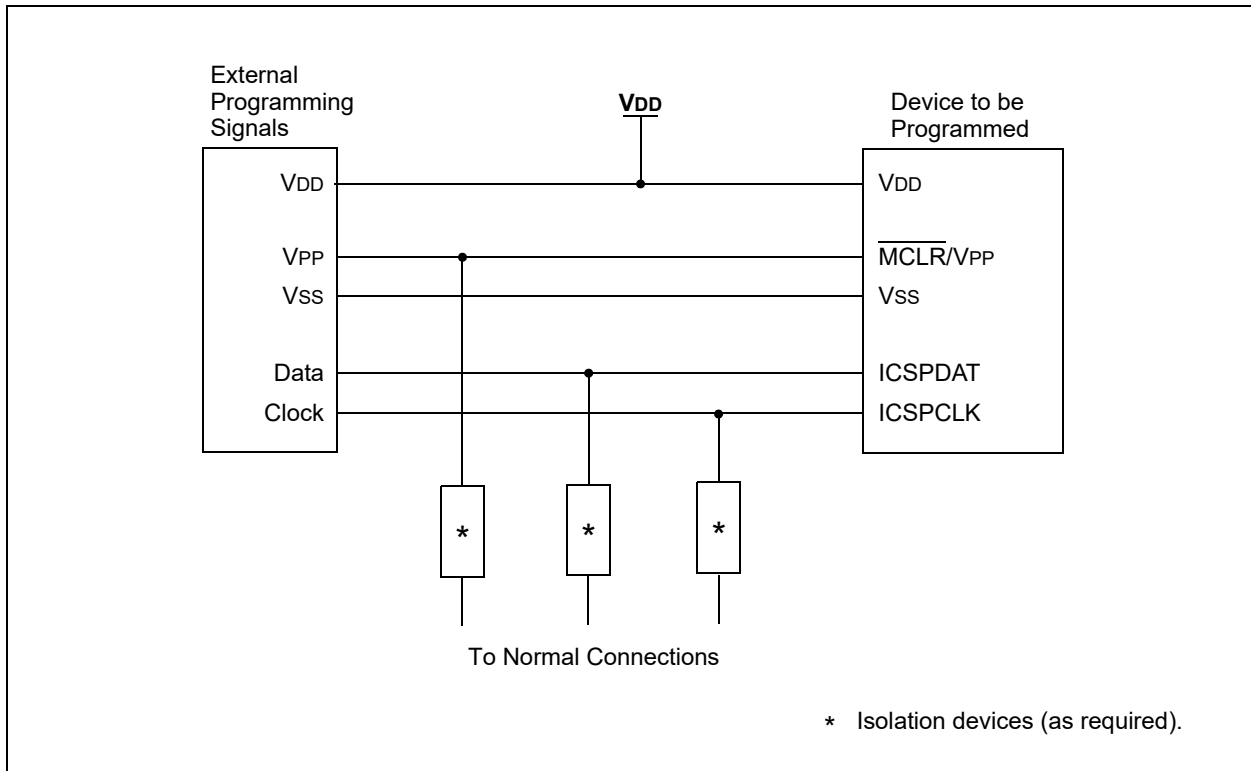 External
Programming
Signals
VDD
Device to be
Programmed
VDD
VDD
VPP
MCLR/VPP
VSS
VSS
Data
ICSPDAT
Clock
ICSPCLK
*
*
*
To Normal Connections
* Isolation devices (as required).